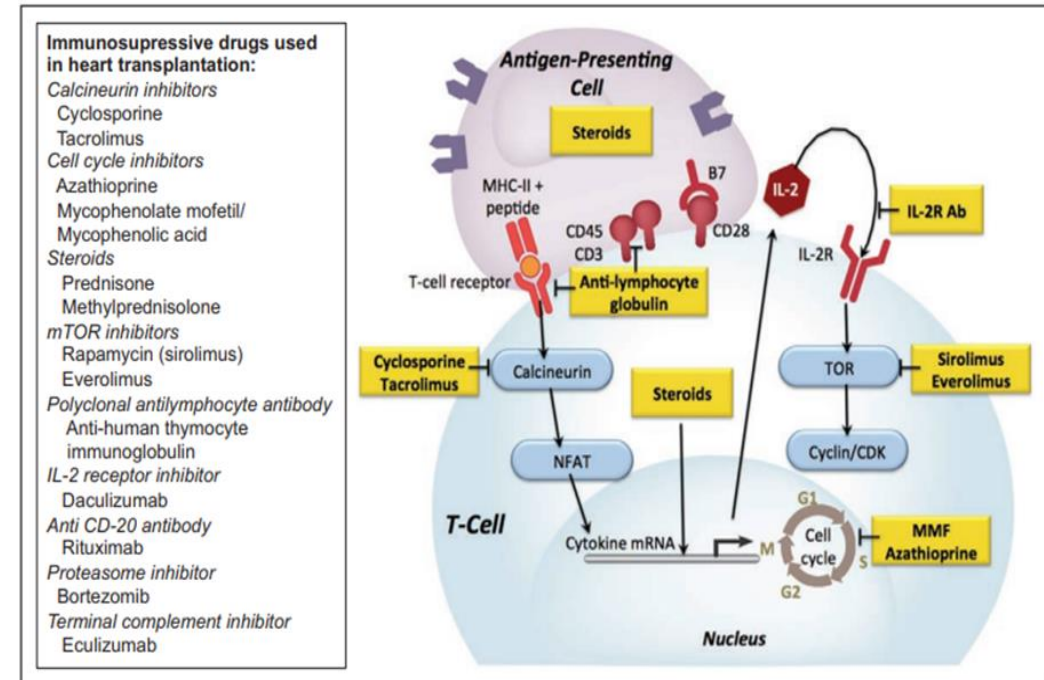 Immunosupressive drugs used
in heart transplantation:
Calcineurin inhibitors
Cyclosporine
Tacrolimus
Cell cycle inhibitors
Azathioprine
Mycophenolate mofetil/
Mycophenolic acid
Steroids
Prednisone
Methylprednisolone
mTOR inhibitors
Rapamycin (sirolimus)
Everolimus
Polyclonal antilymphocyte antibody
Anti-human thymocyte
immunoglobulin
IL-2 receptor inhibitor
Daculizumab
Anti CD-20 antibody
Rituximab
Proteasome inhibitor
Bortezomib
Terminal complement inhibitor
Eculizumab
Antigen-Presenting
Cell
Steroids
MHC-II +
peptide
T-cell receptor
CD45
CD3
B7
CD28
Anti-lymphocyte
globulin
IL-2
IL-2R Ab
IL-2R
Cyclosporine
Tacrolimus
Calcineurin
Steroids
TOR
Sirolimus
Everolimus
NFAT
Cyclin/CDK
T-Cell
Cytokine mRNA
G1
M
Cell
cycle
S
G2
MMF
Azathioprine
Nucleus